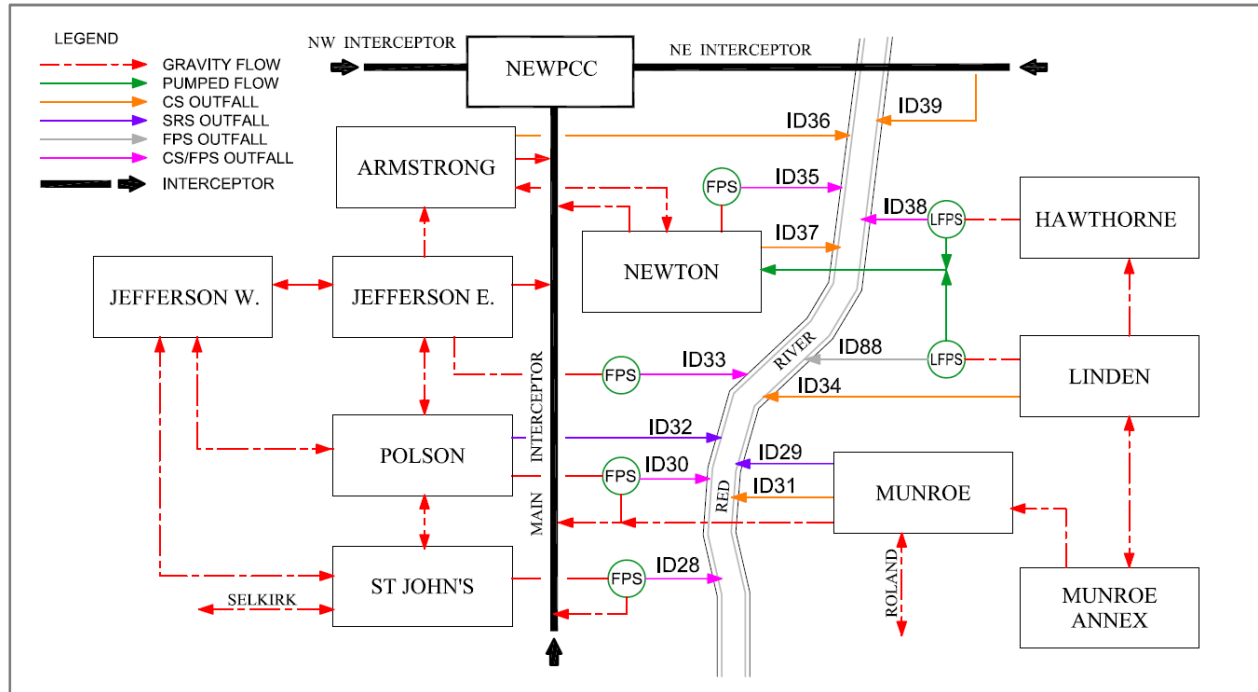 LEGEND
GRAVITY FLOW
PUMPED FLOW
CS OUTFALL
SRS OUTFALL
FPS OUTFALL
CS/FPS OUTFALL
INTERCEPTOR
NW INTERCEPTOR
NEWPCC
NE INTERCEPTOR
ID36
ID39
ARMSTRONG
FPS
ID35
ID38
LFPS
HAWTHORNE
ID37
NEWTON
JEFFERSON W.
JEFFERSON E.
ID33
FPS
RIVER
ID88
LFPS
LINDEN
ID34
MAIN INTERCEPTOR
POLSON
ID32
FPS
ID30
RED
ID29
ID31
MUNROE
ST JOHN'S
FPS
ID28
SELKIRK
ROLAND
MUNROE
ANNEX